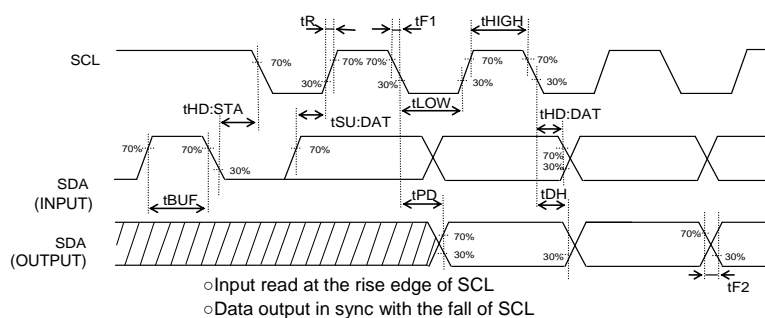 tR tF1 tHIGH
SCL 70% 70% 70% 70% 70%
30% 30% 30% 30%
tHD:STA tSU:DAT tLOW tHD:DAT
70% 70% 70% 70%
30% 30%
SDA
(INPUT)
tBUF tPD tDH
SDA
(OUTPUT)
70% 70%
30% 30% 30%
tF2
○Input read at the rise edge of SCL
○Data output in sync with the fall of SCL